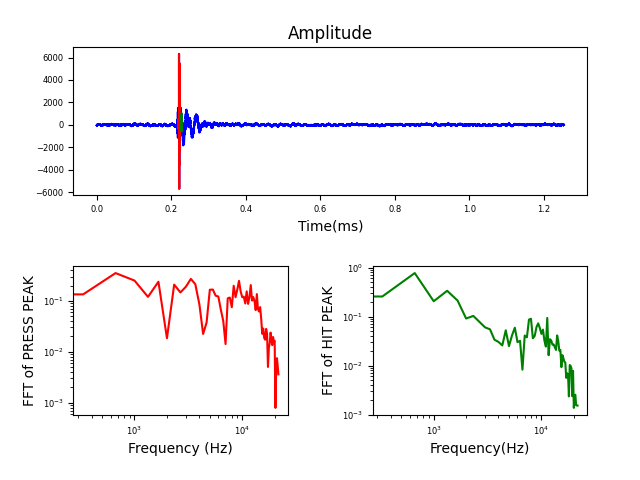 Amplitude
6000
4000
2000
0
−2000
−4000
−6000
0.0 0.2 0.4 0.6 0.8 1.0 1.2
Time(ms)
FFT of PRESS PEAK
10⁻¹
10⁻²
10⁻³
10³ 10⁴
Frequency (Hz)
FFT of HIT PEAK
10⁰
10⁻¹
10⁻²
10⁻³
10³ 10⁴
Frequency(Hz)